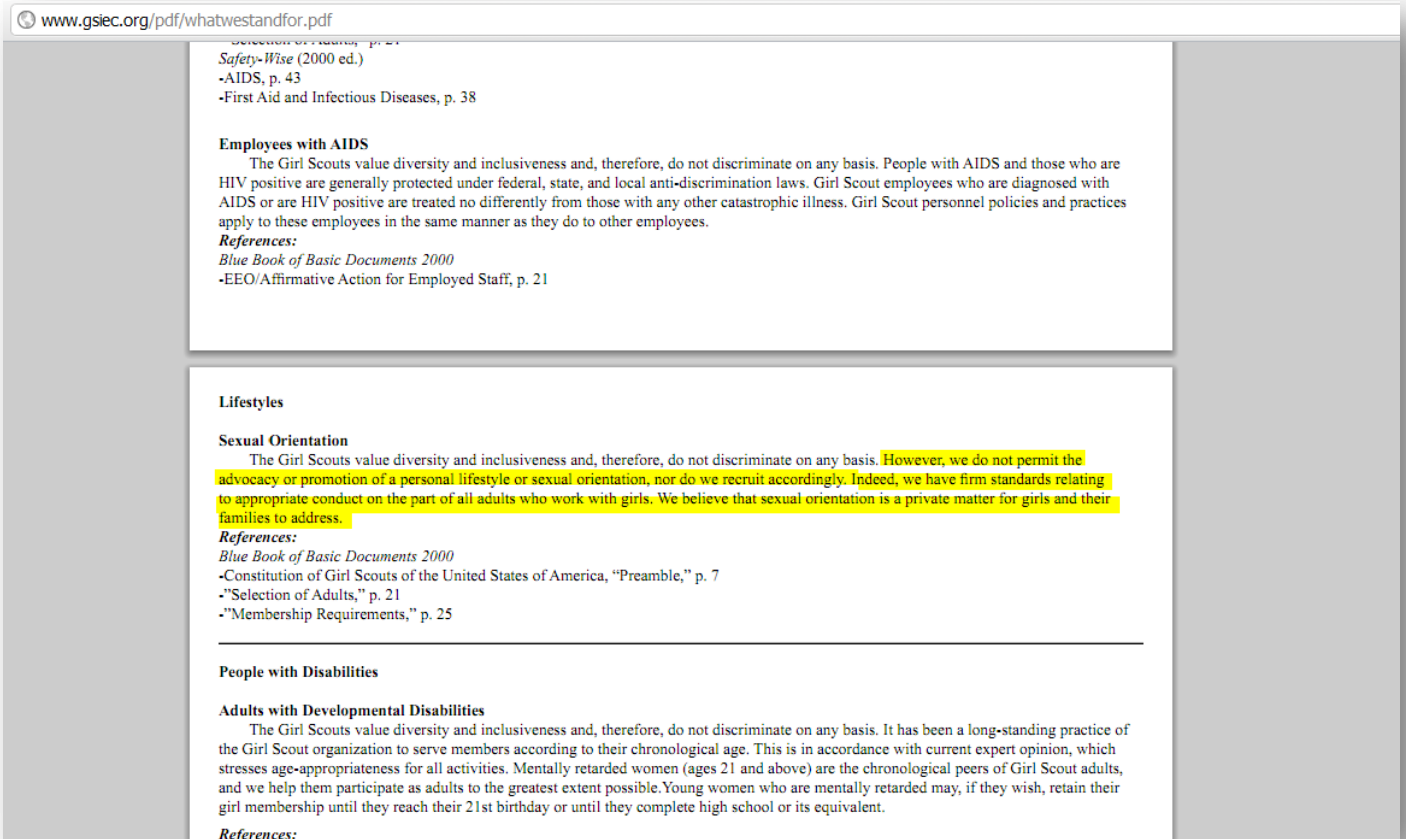 www.gsiec.org/pdf/whatwestandfor.pdf
"Selection of Adults," p. 21
Safety-Wise (2000 ed.)
-AIDS, p. 43
-First Aid and Infectious Diseases, p. 38
Employees with AIDS
The Girl Scouts value diversity and inclusiveness and, therefore, do not discriminate on any basis. People with AIDS and those who are
HIV positive are generally protected under federal, state, and local anti-discrimination laws. Girl Scout employees who are diagnosed with
AIDS or are HIV positive are treated no differently from those with any other catastrophic illness. Girl Scout personnel policies and practices
apply to these employees in the same manner as they do to other employees.
References:
Blue Book of Basic Documents 2000
-EEO/Affirmative Action for Employed Staff, p. 21
Lifestyles
Sexual Orientation
The Girl Scouts value diversity and inclusiveness and, therefore, do not discriminate on any basis. However, we do not permit the
advocacy or promotion of a personal lifestyle or sexual orientation, nor do we recruit accordingly. Indeed, we have firm standards relating
to appropriate conduct on the part of all adults who work with girls. We believe that sexual orientation is a private matter for girls and their
families to address.
References:
Blue Book of Basic Documents 2000
-Constitution of Girl Scouts of the United States of America, “Preamble,” p. 7
-”Selection of Adults,” p. 21
-”Membership Requirements,” p. 25
People with Disabilities
Adults with Developmental Disabilities
The Girl Scouts value diversity and inclusiveness and, therefore, do not discriminate on any basis. It has been a long-standing practice of
the Girl Scout organization to serve members according to their chronological age. This is in accordance with current expert opinion, which
stresses age-appropriateness for all activities. Mentally retarded women (ages 21 and above) are the chronological peers of Girl Scout adults,
and we help them participate as adults to the greatest extent possible.Young women who are mentally retarded may, if they wish, retain their
girl membership until they reach their 21st birthday or until they complete high school or its equivalent.
References: